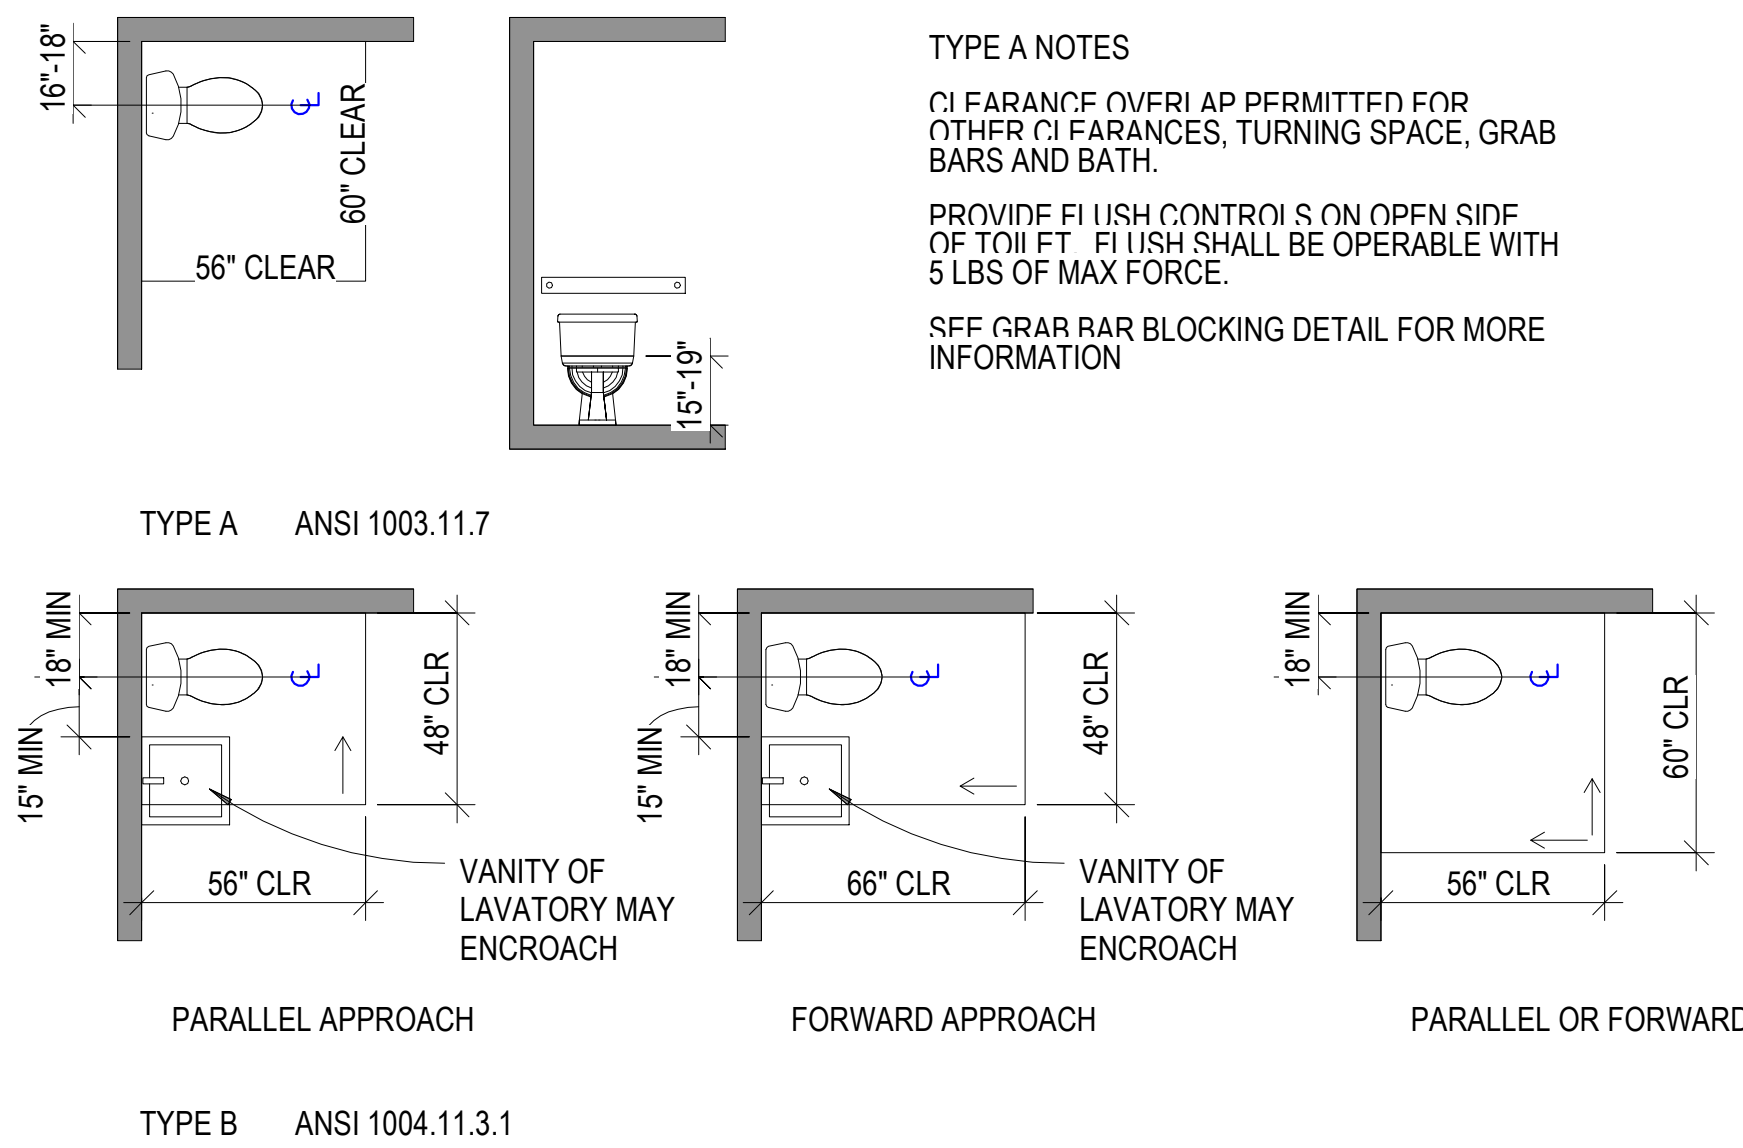 16"-18"
CL
60" CLEAR
56" CLEAR
15"-19"
TYPE A NOTES
CLEARANCE OVERLAP PERMITTED FOR
OTHER CLEARANCES, TURNING SPACE, GRAB
BARS AND BATH.
PROVIDE FLUSH CONTROLS ON OPEN SIDE
OF TOILET. FLUSH SHALL BE OPERABLE WITH
5 LBS OF MAX FORCE.
SEE GRAB BAR BLOCKING DETAIL FOR MORE
INFORMATION
TYPE A ANSI 1003.11.7
18" MIN
CL
15" MIN
48" CLR
56" CLR
VANITY OF
LAVATORY MAY
ENCROACH
PARALLEL APPROACH
18" MIN
CL
15" MIN
48" CLR
66" CLR
VANITY OF
LAVATORY MAY
ENCROACH
FORWARD APPROACH
18" MIN
CL
60" CLR
56" CLR
PARALLEL OR FORWARD
TYPE B ANSI 1004.11.3.1